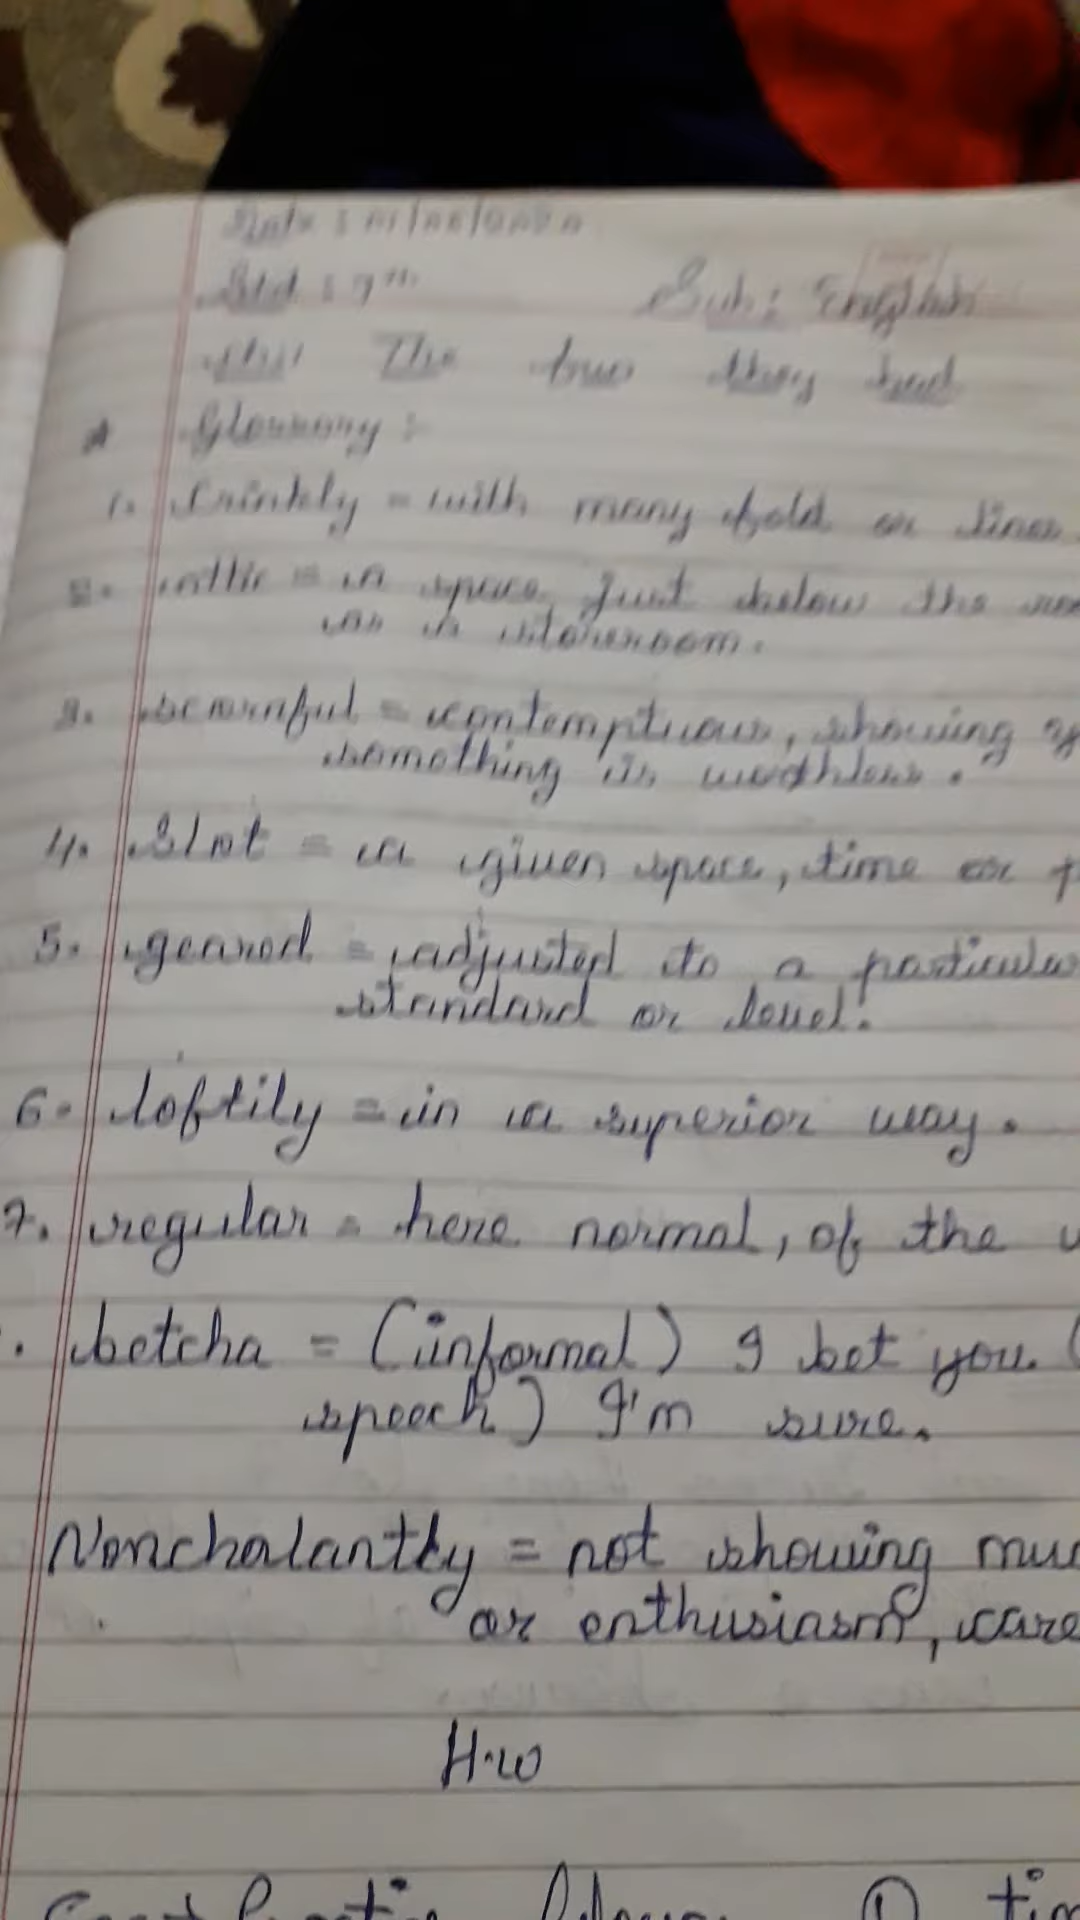 Std : 9th Sub: English
The fun they had
* Glossary :
1. Crinkly = with many fold or lines
2. attic = a space just below the
as a storeroom.
3. scornful = contemptuous, showing
something is worthless.
4. Slot = a given space, time or
5. geared = adjusted to a particular
standard or level.
6. loftily = in a superior way.
7. regular = here normal, of the
betcha = (informal) I bet you (
speech) I'm sure.
Nonchalantly = not showing
or enthusiasm, care
H.W